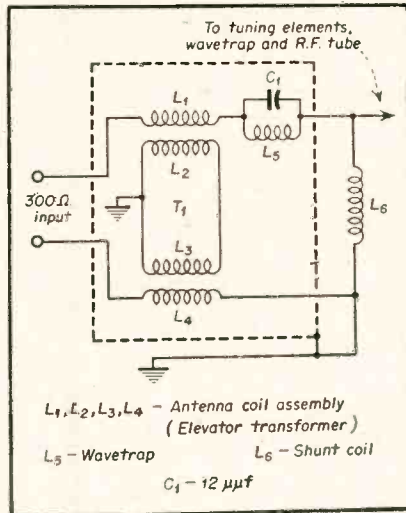 To tuning elements,
wavetrap and R.F. tube
C1
L1
L5
L2
300Ω
input
T1
L6
L3
L4
L1, L2, L3, L4 – Antenna coil assembly
(Elevator transformer)
L5 – Wavetrap L6 – Shunt coil
C1 – 12 μμf